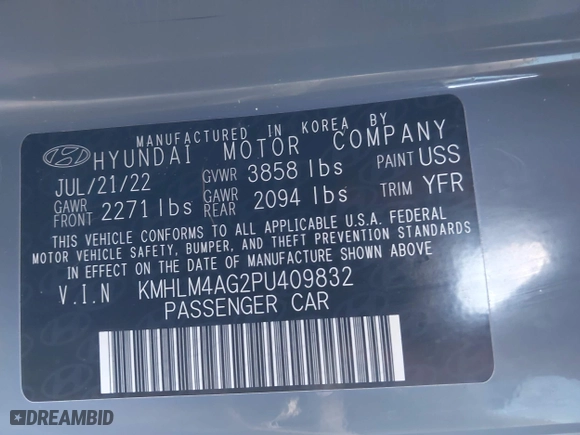 MANUFACTURED IN KOREA BY
HYUNDAI MOTOR COMPANY
JUL/21/22 GVWR 3858 lbs PAINT USS
GAWR FRONT 2271 lbs GAWR REAR 2094 lbs TRIM YFR
THIS VEHICLE CONFORMS TO ALL APPLICABLE U.S.A. FEDERAL
MOTOR VEHICLE SAFETY, BUMPER, AND THEFT PREVENTION STANDARDS
IN EFFECT ON THE DATE OF MANUFACTURE SHOWN ABOVE
V.I.N KMHLM4AG2PU409832
PASSENGER CAR
DREAMBID